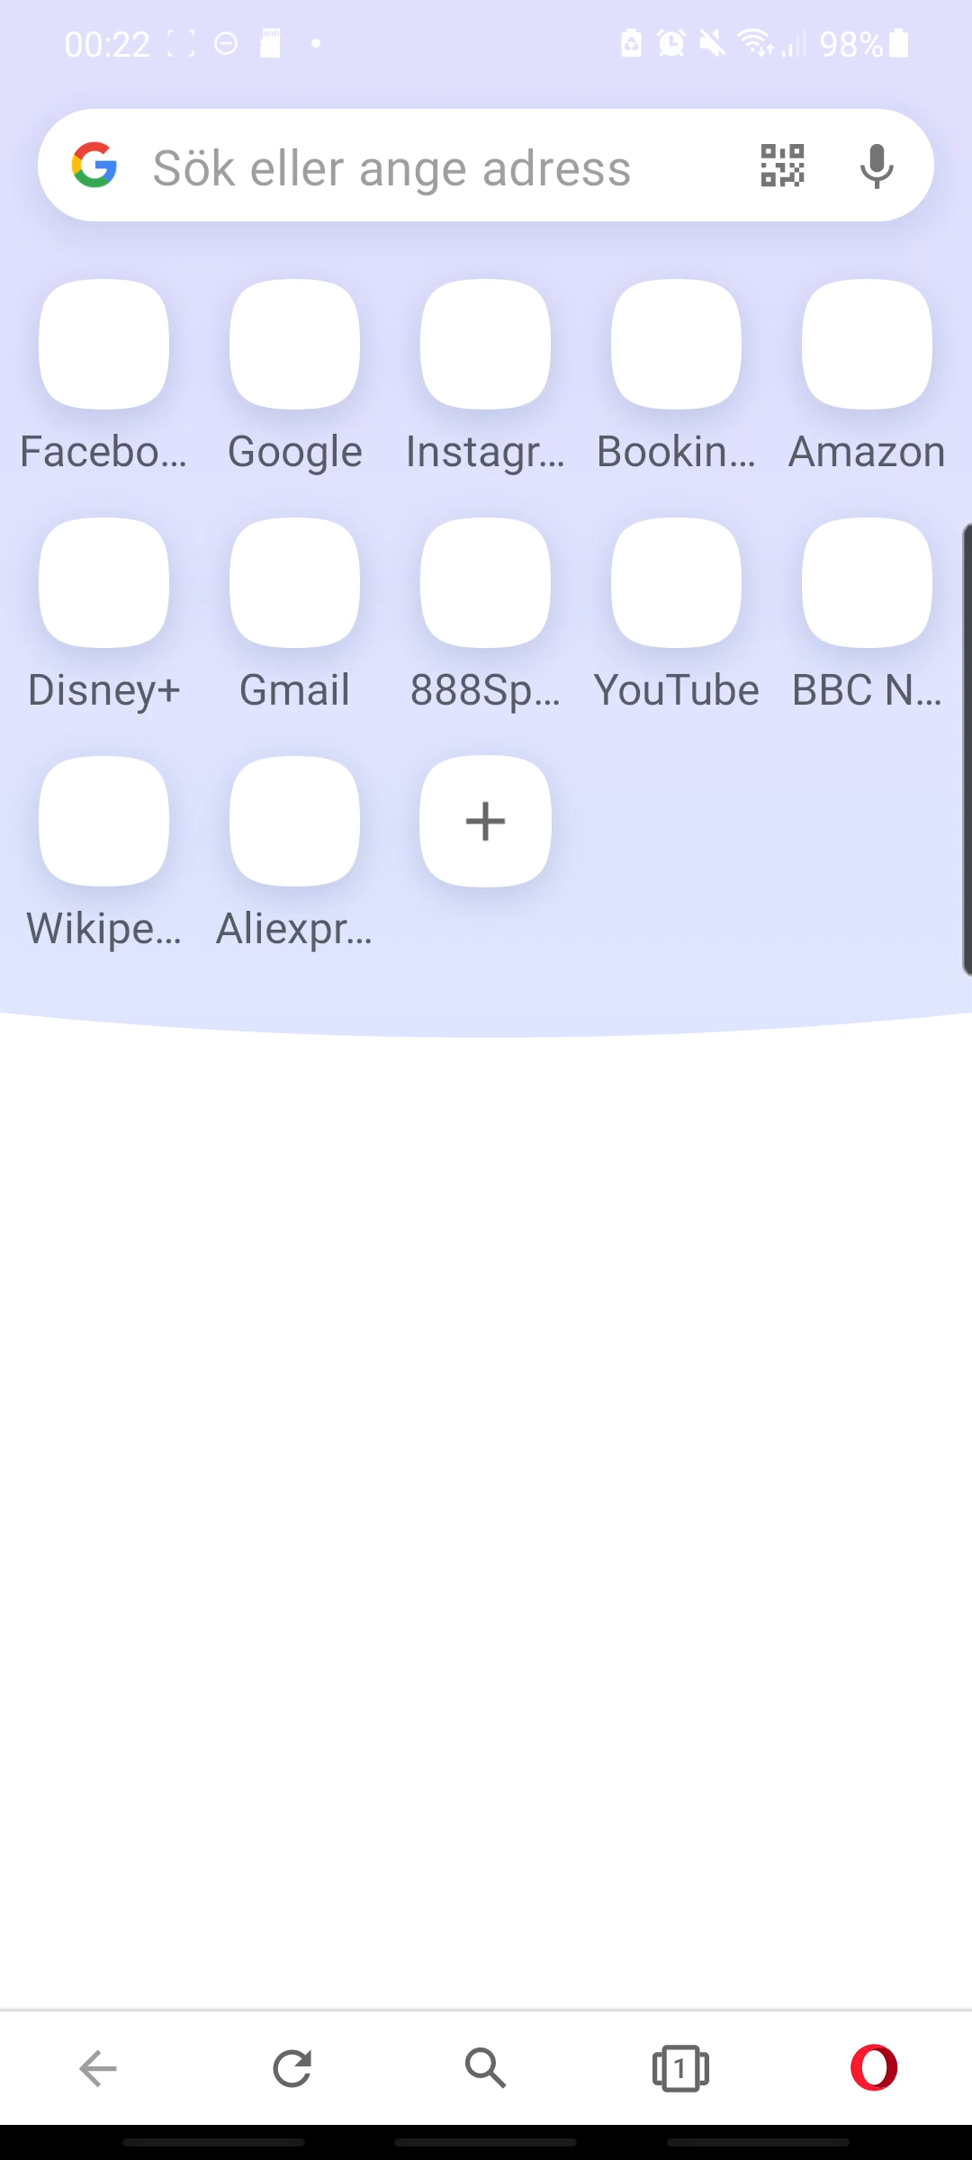 00:22 98%
Sök eller ange adress
Facebo... Google Instagr... Bookin... Amazon
Disney+ Gmail 888Sp... YouTube BBC N...
Wikipe... Aliexpr...
1